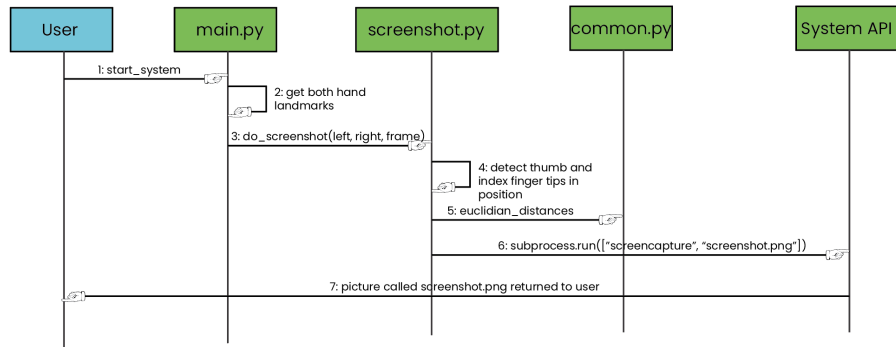 User
main.py
screenshot.py
common.py
System API
1: start_system
2: get both hand
landmarks
3: do_screenshot(left, right, frame)
4: detect thumb and
index finger tips in
position
5: euclidian_distances
6: subprocess.run(["screencapture", “screenshot.png”])
7: picture called screenshot.png returned to user